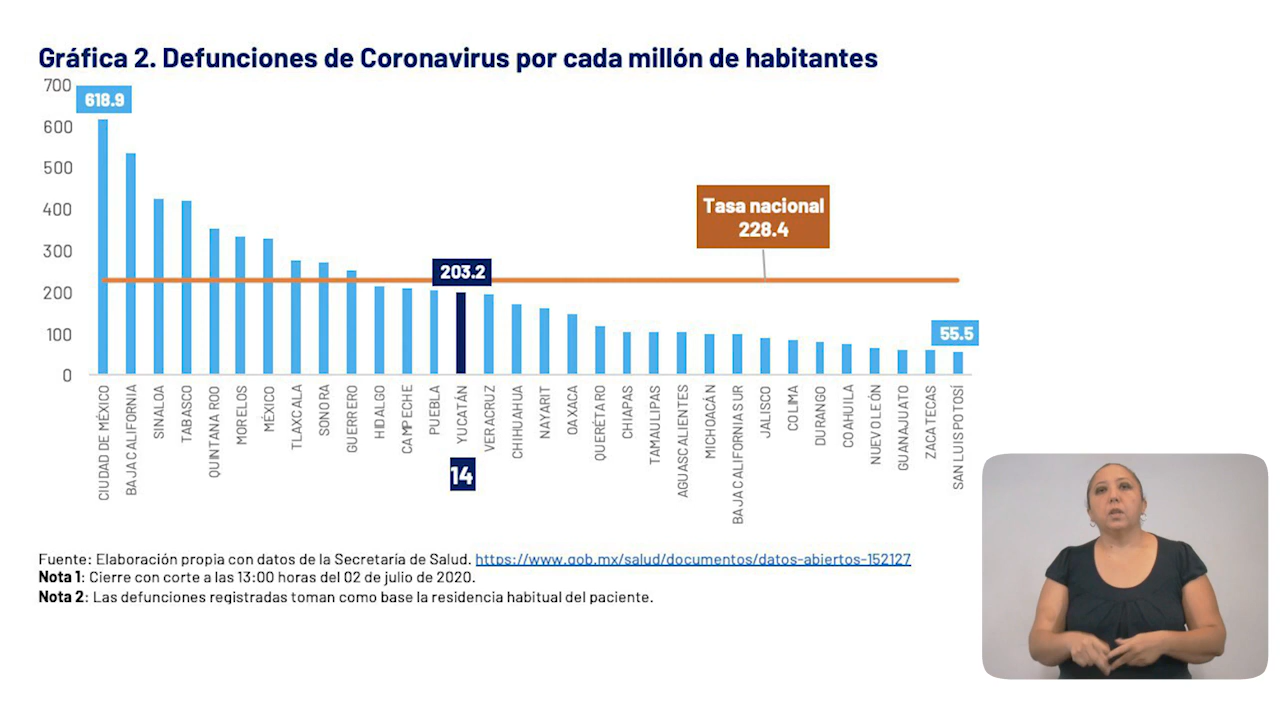 Gráfica 2. Defunciones de Coronavirus por cada millón de habitantes
700
600
500
400
300
200
100
0
618.9
203.2
Tasa nacional
228.4
55.5
CIUDAD DE MÉXICO
BAJA CALIFORNIA
SINALOA
TABASCO
QUINTANA ROO
MORELOS
MÉXICO
TLAXCALA
SONORA
GUERRERO
HIDALGO
CAMPECHE
PUEBLA
YUCATÁN
VERACRUZ
CHIHUAHUA
NAYARIT
OAXACA
QUERÉTARO
CHIAPAS
TAMAULIPAS
AGUASCALIENTES
MICHOACÁN
BAJA CALIFORNIA SUR
JALISCO
COLIMA
DURANGO
COAHUILA
NUEVO LEÓN
GUANAJUATO
ZACATECAS
SAN LUIS POTOSÍ
14
Fuente: Elaboración propia con datos de la Secretaría de Salud. https://www.gob.mx/salud/documentos/datos-abiertos-152127
Nota 1: Cierre con corte a las 13:00 horas del 02 de julio de 2020.
Nota 2: Las defunciones registradas toman como base la residencia habitual del paciente.